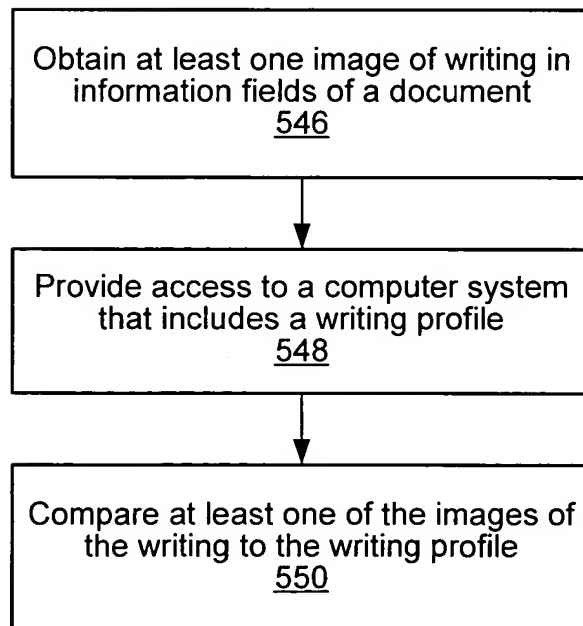 Obtain at least one image of writing in
information fields of a document
546
Provide access to a computer system
that includes a writing profile
548
Compare at least one of the images of
the writing to the writing profile
550